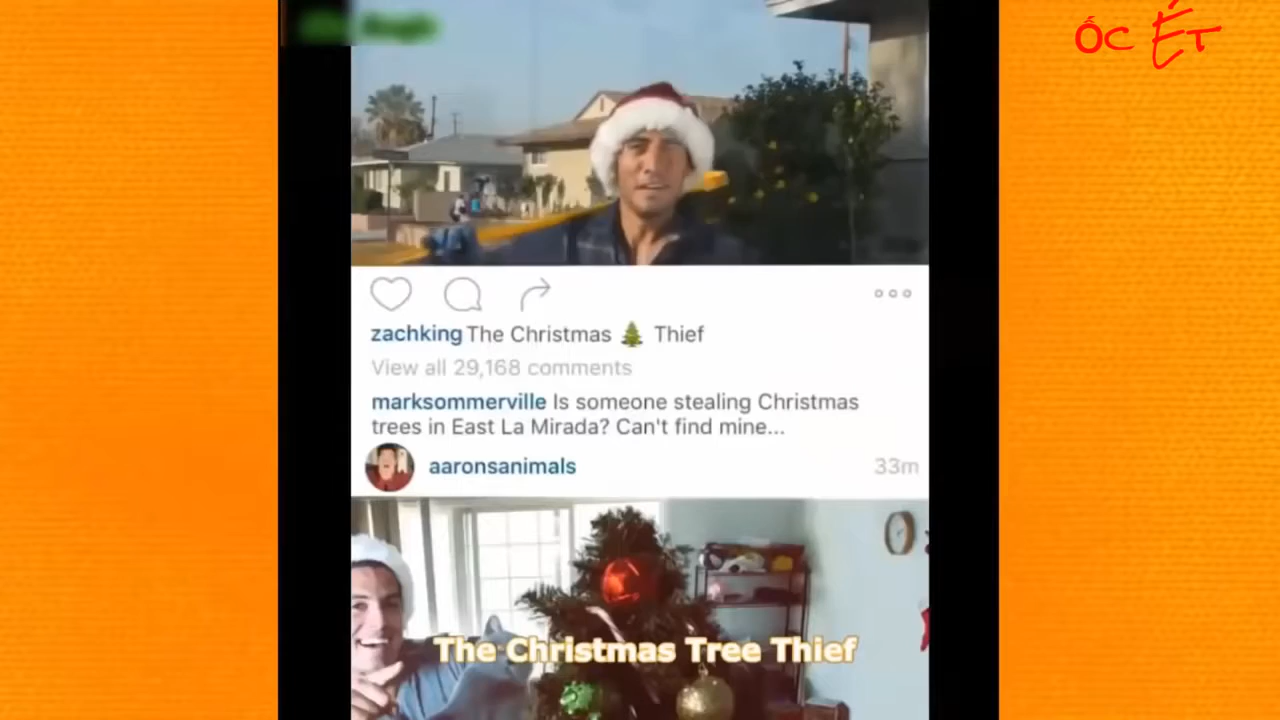 ỐC ÉT
zachking The Christmas 🎄 Thief
View all 29,168 comments
marksommerville Is someone stealing Christmas
trees in East La Mirada? Can't find mine...
aaronsanimals 33m
The Christmas Tree Thief